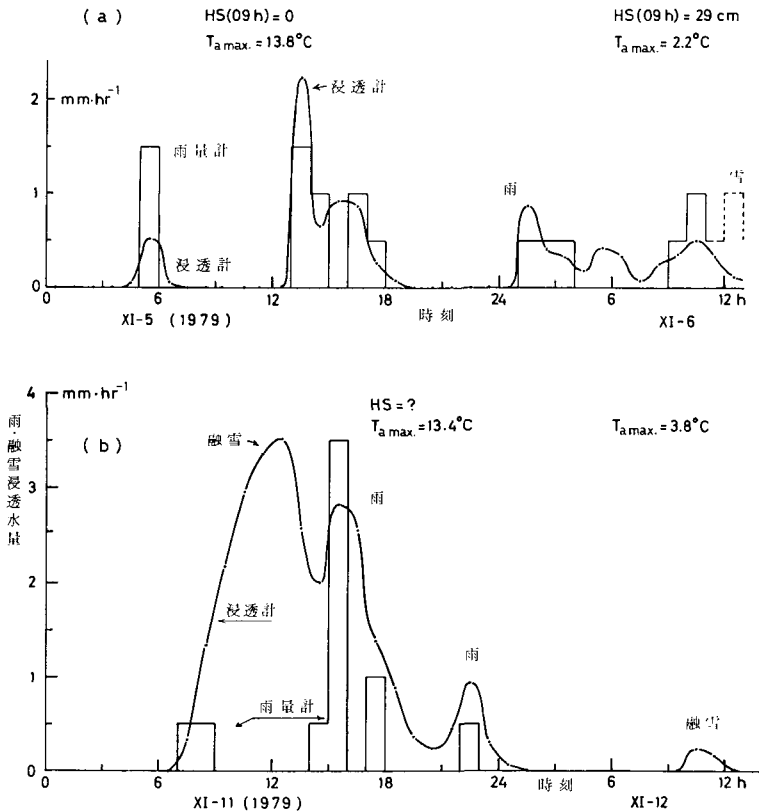 ( a )
HS(09h) = 0
HS(09h) = 29 cm
Ta max. = 13.8°C
Ta max. = 2.2°C
mm·hr⁻¹
2
1
0
雨量計
浸透計
浸透計
雨
雪
6 12 18 24 6 12 h
XI-5 (1979)
時刻
XI-6
4
mm·hr⁻¹
( b )
HS = ?
Ta max. = 13.4°C
Ta max. = 3.8°C
雨・融雪浸透水量
3
2
1
0
融雪
雨
浸透計
雨量計
雨
融雪
0 6 12 18 24 6 12 h
XI-11 (1979)
時刻
XI-12